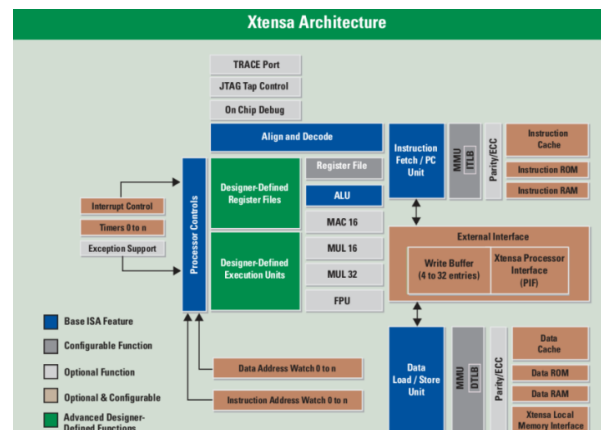 Xtensa Architecture
TRACE Port
JTAG Tap Control
On Chip Debug
Align and Decode
Processor Controls
Designer-Defined
Register Files
Designer-Defined
Execution Units
Register File
ALU
MAC 16
MUL 16
MUL 32
FPU
Interrupt Control
Timers 0 to n
Exception Support
Instruction
Fetch / PC
Unit
MMU
ITLB
Parity/ECC
Instruction
Cache
Instruction ROM
Instruction RAM
External Interface
Write Buffer
(4 to 32 entries)
Xtensa Processor
Interface
(PIF)
Data
Load / Store
Unit
MMU
DTLB
Parity/ECC
Data
Cache
Data ROM
Data RAM
Xtensa Local
Memory Interface
Data Address Watch 0 to n
Instruction Address Watch 0 to n
Base ISA Feature
Configurable Function
Optional Function
Optional & Configurable
Advanced Designer-
Defined Functions